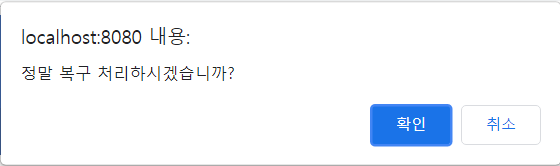 localhost:8080 내용:
정말 복구 처리하시겠습니까?
확인 취소